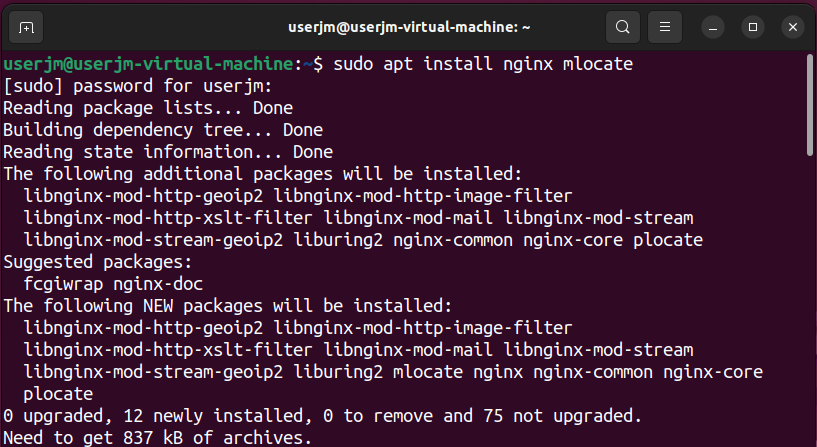 userjm@userjm-virtual-machine: ~
userjm@userjm-virtual-machine:~$ sudo apt install nginx mlocate
[sudo] password for userjm:
Reading package lists... Done
Building dependency tree... Done
Reading state information... Done
The following additional packages will be installed:
  libnginx-mod-http-geoip2 libnginx-mod-http-image-filter
  libnginx-mod-http-xslt-filter libnginx-mod-mail libnginx-mod-stream
  libnginx-mod-stream-geoip2 liburing2 nginx-common nginx-core plocate
Suggested packages:
  fcgiwrap nginx-doc
The following NEW packages will be installed:
  libnginx-mod-http-geoip2 libnginx-mod-http-image-filter
  libnginx-mod-http-xslt-filter libnginx-mod-mail libnginx-mod-stream
  libnginx-mod-stream-geoip2 liburing2 mlocate nginx nginx-common nginx-core
  plocate
0 upgraded, 12 newly installed, 0 to remove and 75 not upgraded.
Need to get 837 kB of archives.